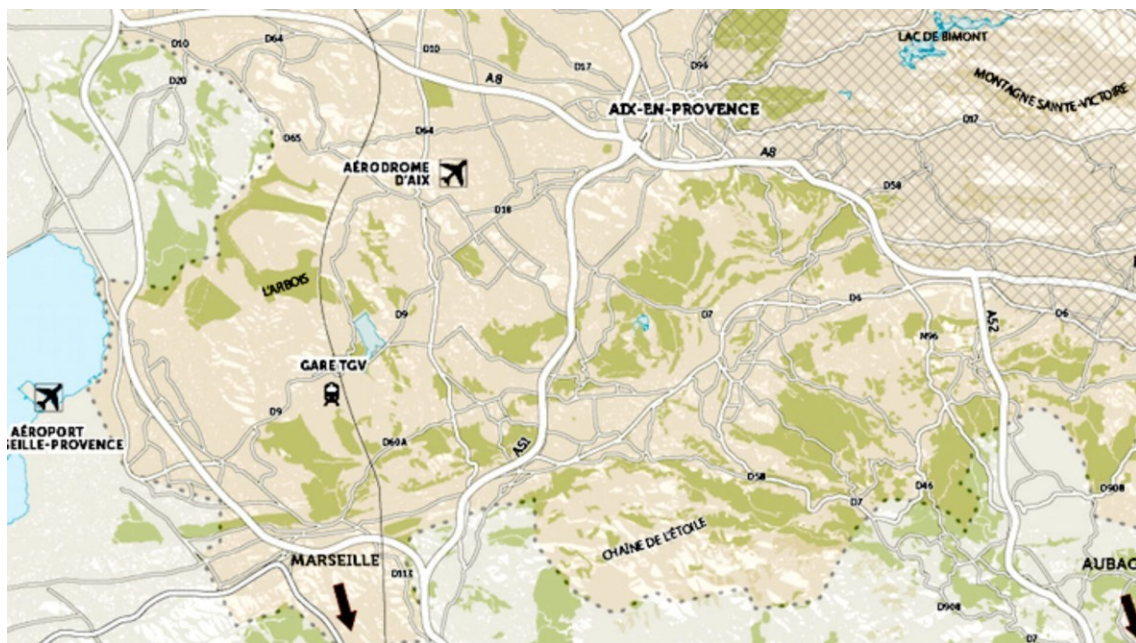 D10
D64
D10
D17
D96
LAC DE BIMONT
D20
A8
MONTAGNE SAINTE-VICTOIRE
AIX-EN-PROVENCE
D17
D65
D64
A8
AÉRODROME
D'AIX
D58
D18
L'ARBOIS
D9
D7
D6
A52
D6
N96
GARE TGV
AÉROPORT
SEILLE-PROVENCE
D9
D60A
A51
D58
D46
D7
D908
CHAÎNE DE L'ÉTOILE
MARSEILLE
D113
AUBAG
D908
D7